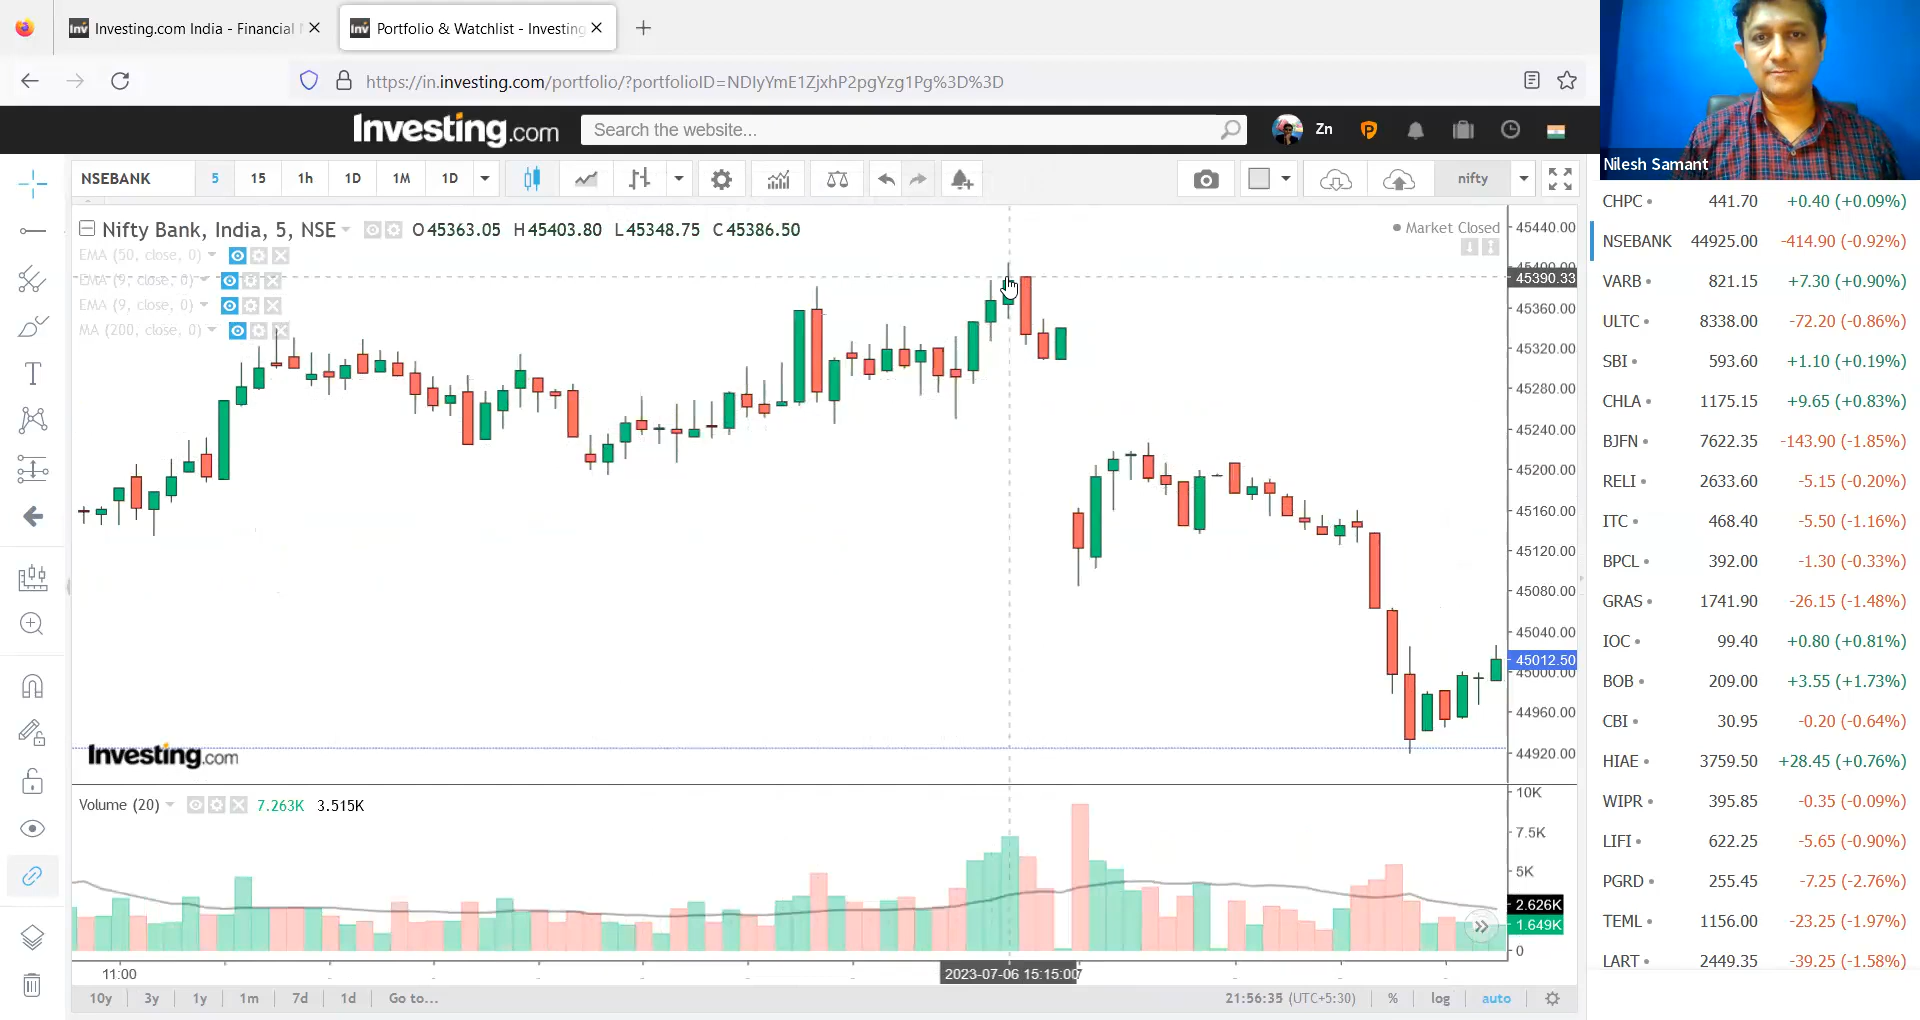 Investing.com India - Financial
Portfolio & Watchlist - Investing
https://in.investing.com/portfolio/?portfolioID=NDIyYmE1ZjxhP2pgYzg1Pg%3D%3D
Investing.com
Search the website...
Zn
Nilesh Samant
NSEBANK 5 15 1h 1D 1M 1D nifty
Nifty Bank, India, 5, NSE O45363.05 H45403.80 L45348.75 C45386.50
Market Closed
EMA (50, close, 0)
EMA (9, close, 0)
EMA (9, close, 0)
MA (200, close, 0)
45440.00
45400.00
45390.33
45360.00
45320.00
45280.00
45240.00
45200.00
45160.00
45120.00
45080.00
45040.00
45012.50
45000.00
44960.00
44920.00
Investing.com
Volume (20) 7.263K 3.515K
10K
7.5K
5K
2.626K
1.649K
0
11:00
2023-07-06 15:15:00
7
10y 3y 1y 1m 7d 1d Go to...
21:56:35 (UTC+5:30) % log auto
CHPC 441.70 +0.40 (+0.09%)
NSEBANK 44925.00 -414.90 (-0.92%)
VARB 821.15 +7.30 (+0.90%)
ULTC 8338.00 -72.20 (-0.86%)
SBI 593.60 +1.10 (+0.19%)
CHLA 1175.15 +9.65 (+0.83%)
BJFN 7622.35 -143.90 (-1.85%)
RELI 2633.60 -5.15 (-0.20%)
ITC 468.40 -5.50 (-1.16%)
BPCL 392.00 -1.30 (-0.33%)
GRAS 1741.90 -26.15 (-1.48%)
IOC 99.40 +0.80 (+0.81%)
BOB 209.00 +3.55 (+1.73%)
CBI 30.95 -0.20 (-0.64%)
HIAE 3759.50 +28.45 (+0.76%)
WIPR 395.85 -0.35 (-0.09%)
LIFI 622.25 -5.65 (-0.90%)
PGRD 255.45 -7.25 (-2.76%)
TEML 1156.00 -23.25 (-1.97%)
LART 2449.35 -39.25 (-1.58%)